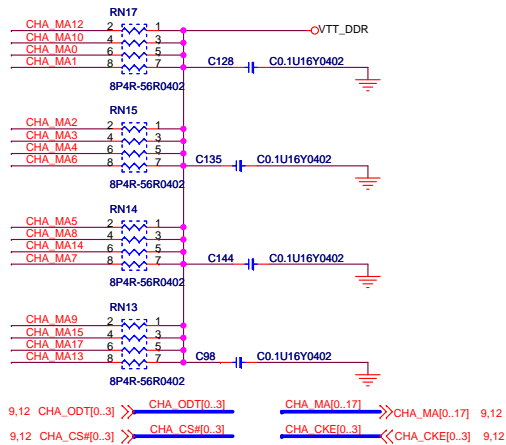 RN17
CHA_MA12 2 1 VTT_DDR
CHA_MA10 4 3
CHA_MA0 6 5
CHA_MA1 8 7 C128 C0.1U16Y0402
8P4R-56R0402
RN15
CHA_MA2 2 1
CHA_MA3 4 3
CHA_MA4 6 5
CHA_MA6 8 7 C135 C0.1U16Y0402
8P4R-56R0402
RN14
CHA_MA5 2 1
CHA_MA8 4 3
CHA_MA14 6 5
CHA_MA7 8 7 C144 C0.1U16Y0402
8P4R-56R0402
RN13
CHA_MA9 2 1
CHA_MA15 4 3
CHA_MA17 6 5
CHA_MA13 8 7 C98 C0.1U16Y0402
8P4R-56R0402
9,12 CHA_ODT[0..3] CHA_ODT[0..3] CHA_MA[0..17] CHA_MA[0..17] 9,12
9,12 CHA_CS#[0..3] CHA_CS#[0..3] CHA_CKE[0..3] CHA_CKE[0..3] 9,12